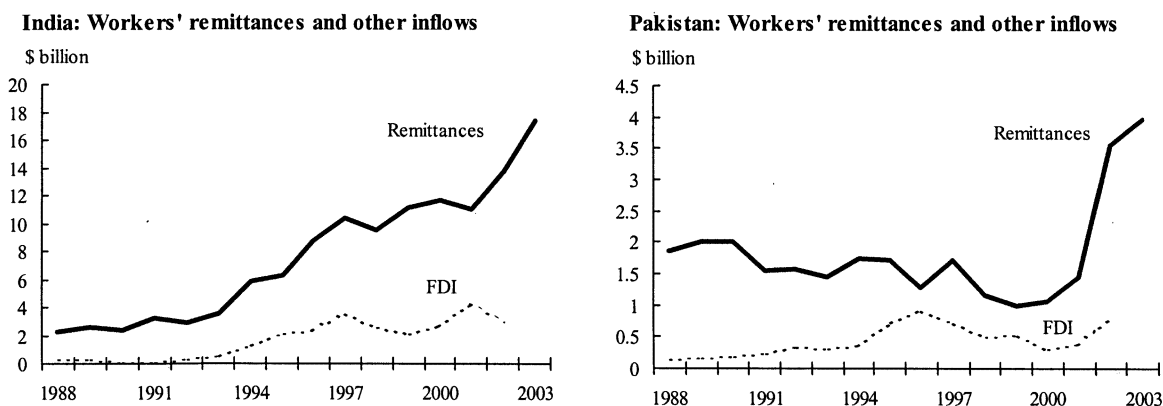 India: Workers' remittances and other inflows
$ billion
20
18
16
14
12
10
8
6
4
2
0
Remittances
FDI
1988 1991 1994 1997 2000 2003
Pakistan: Workers' remittances and other inflows
$ billion
4.5
4
3.5
3
2.5
2
1.5
1
0.5
0
Remittances
FDI
1988 1991 1994 1997 2000 2003